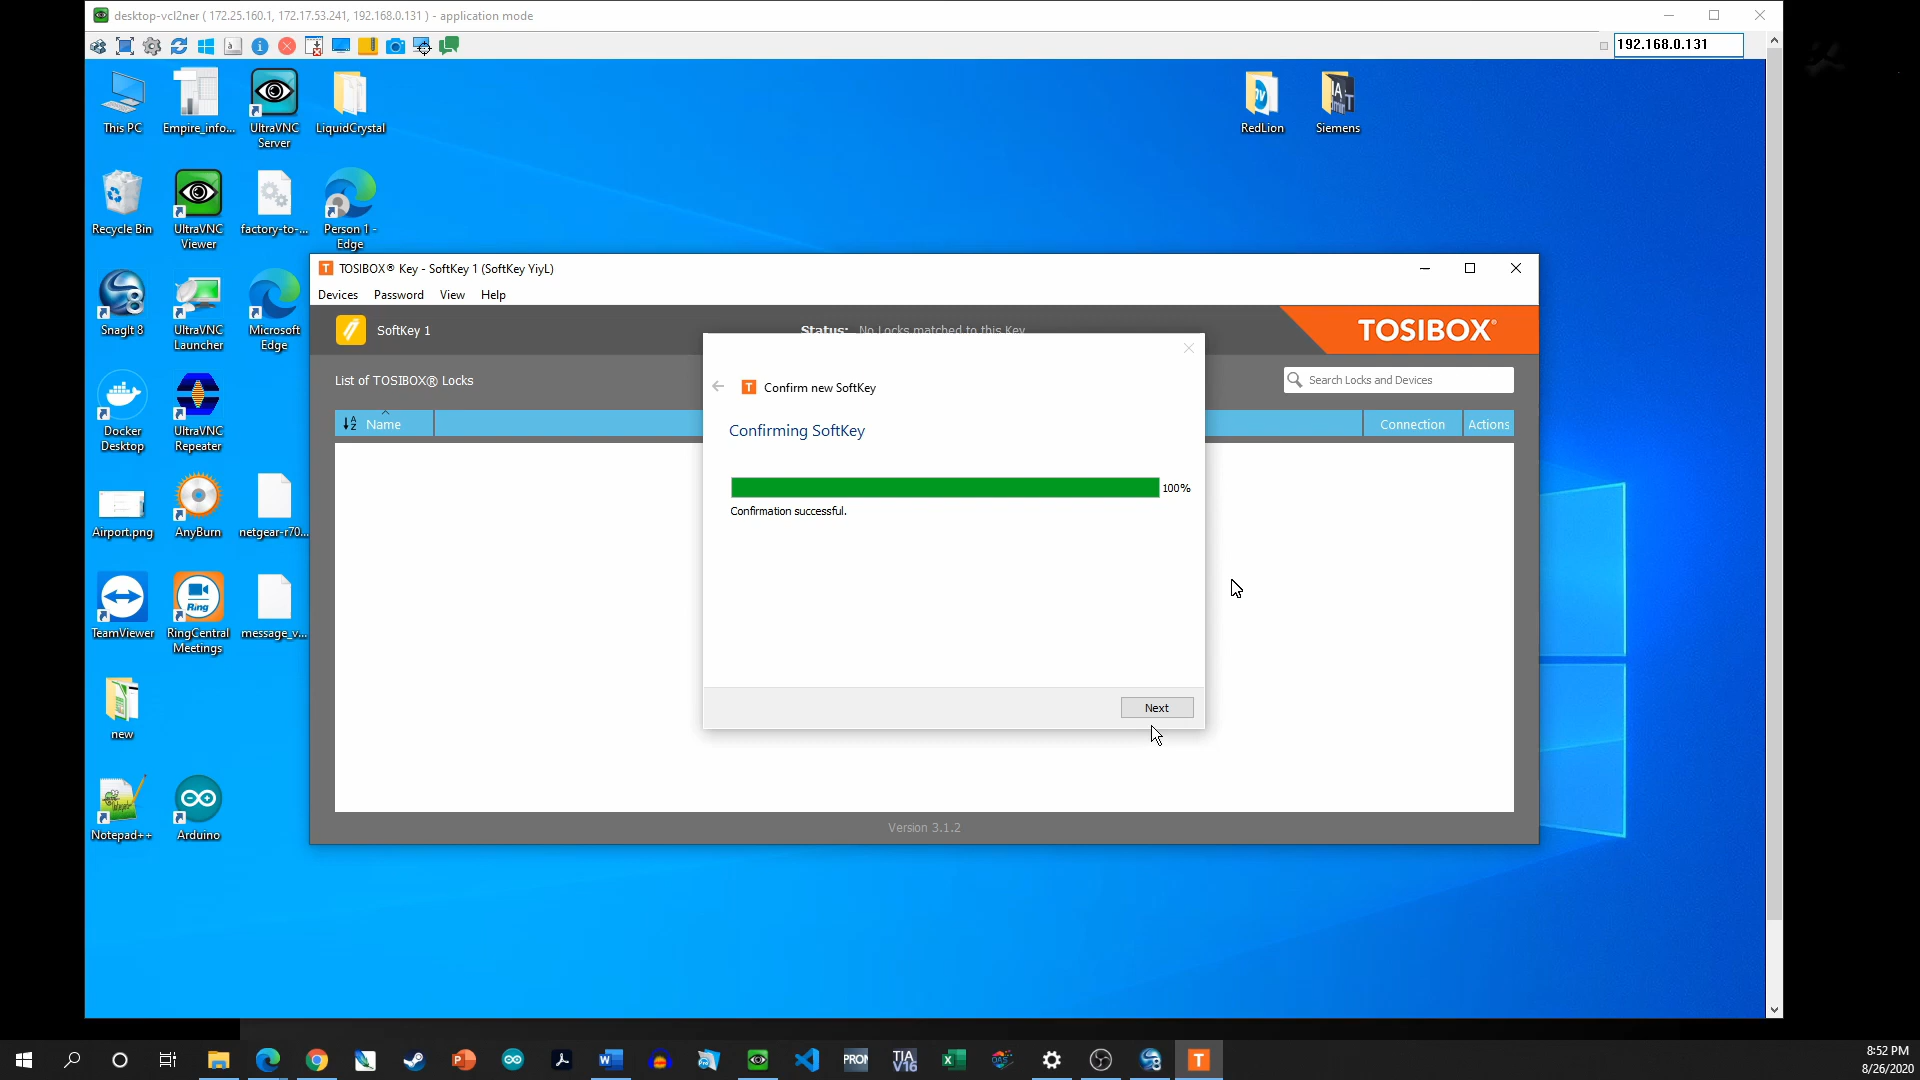 desktop-vcl2ner ( 172.25.160.1, 172.17.53.241, 192.168.0.131 ) - application mode
192.168.0.131
This PC
Empire_info...
UltraVNC
Server
LiquidCrystal
RedLion
Siemens
Recycle Bin
UltraVNC
Viewer
factory-to-...
Person 1 -
Edge
TOSIBOX® Key - SoftKey 1 (SoftKey YiyL)
Devices Password View Help
SoftKey 1
Status: No Locks matched to this Key
TOSIBOX®
SnagIt 8
UltraVNC
Launcher
Microsoft
Edge
List of TOSIBOX® Locks
Search Locks and Devices
Confirm new SoftKey
Name
Connection
Actions
Confirming SoftKey
100%
Confirmation successful.
Next
Docker
Desktop
UltraVNC
Repeater
Airport.png
AnyBurn
netgear-r70...
TeamViewer
Ring
RingCentral
Meetings
message_v...
new
Notepad++
Arduino
Version 3.1.2
PRON
TIA
V16
8:52 PM
8/26/2020